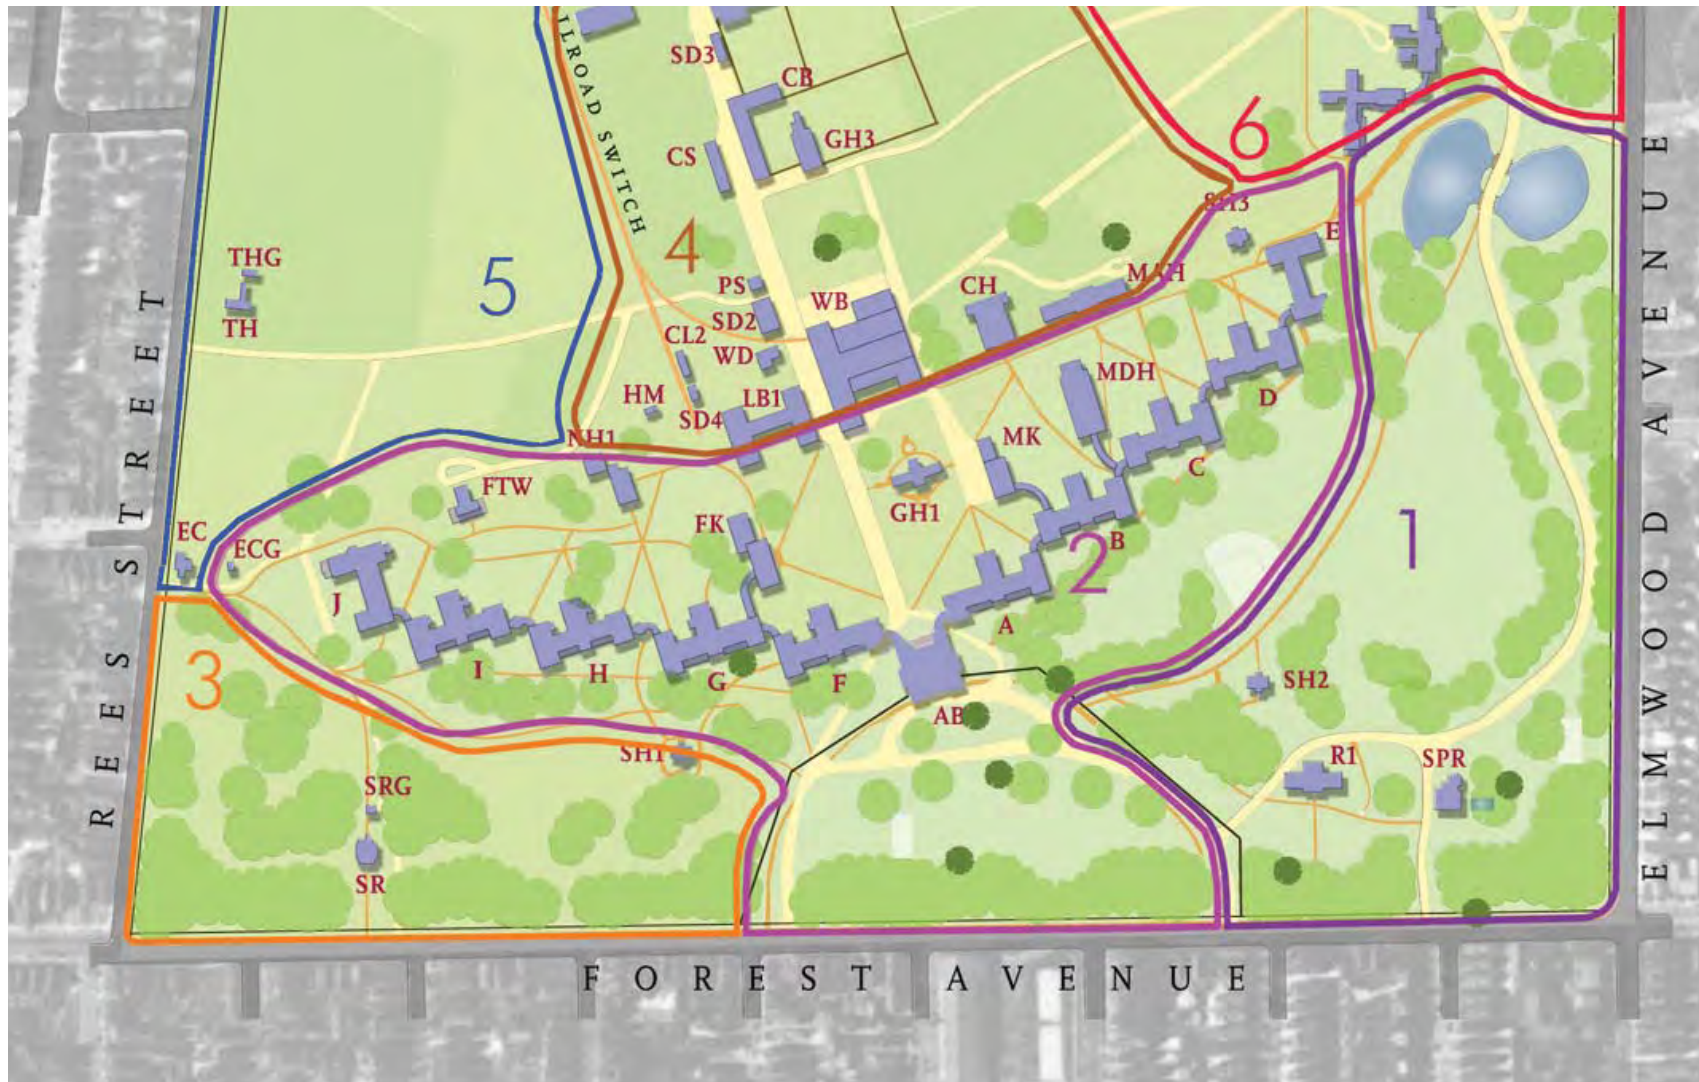 ILROAD SWITCH
SD3
CB
GH3
CS
6
SH3
E
THG
TH
5
4
PS
SD2
WB
CH
MAH
CL2
WD
HM
SD4
LB1
MDH
D
NH1
FTW
MK
C
GH1
FK
B
2
1
EC
ECG
J
I
H
G
F
A
AB
3
SH1
SH2
SRG
SR
R1
SPR
REES STREET
ELMWOOD AVENUE
FOREST AVENUE